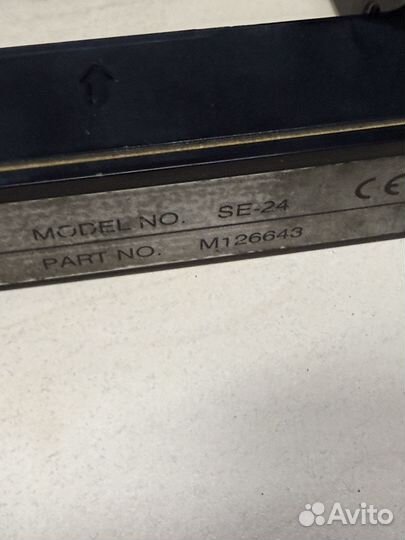 MODEL NO. SE-24 CE
PART NO. M126643
Avito